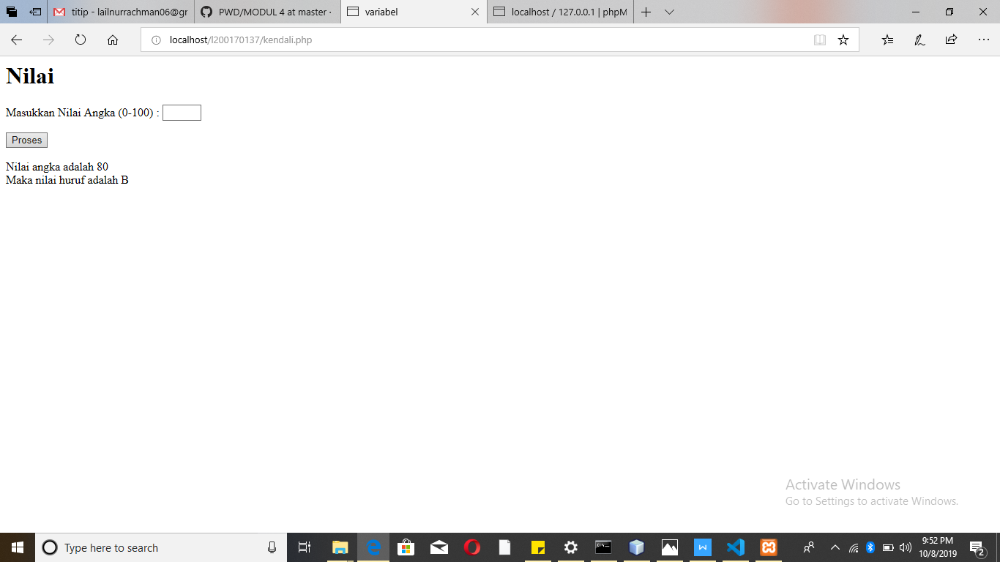 titip - lailnurrachman06@gr
PWD/MODUL 4 at master ·
variabel
localhost / 127.0.0.1 | phpM
localhost/l200170137/kendali.php
Nilai
Masukkan Nilai Angka (0-100) :
Proses
Nilai angka adalah 80
Maka nilai huruf adalah B
Activate Windows
Go to Settings to activate Windows.
Type here to search
9:52 PM
10/8/2019
2